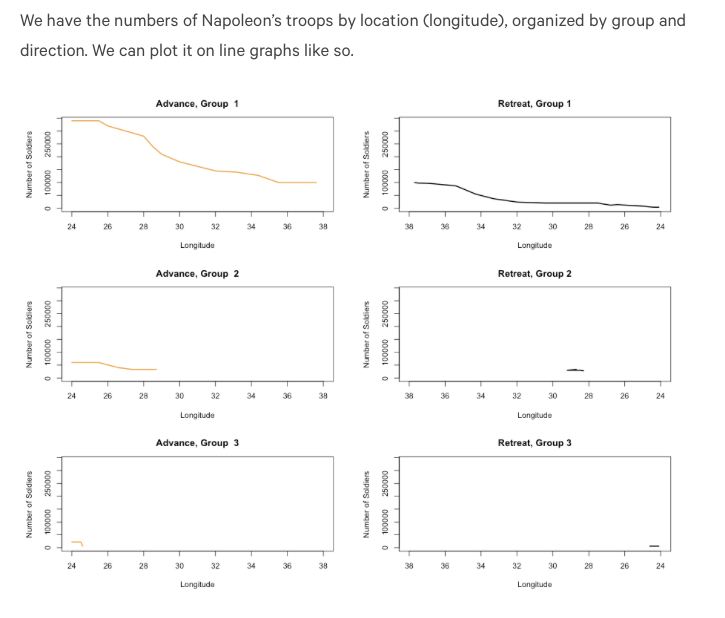 We have the numbers of Napoleon’s troops by location (longitude), organized by group and
direction. We can plot it on line graphs like so.
Advance, Group 1
Number of Soldiers
0 100000 250000
24 26 28 30 32 34 36 38
Longitude
Retreat, Group 1
Number of Soldiers
0 100000 250000
38 36 34 32 30 28 26 24
Longitude
Advance, Group 2
Number of Soldiers
0 100000 250000
24 26 28 30 32 34 36 38
Longitude
Retreat, Group 2
Number of Soldiers
0 100000 250000
38 36 34 32 30 28 26 24
Longitude
Advance, Group 3
Number of Soldiers
0 100000 250000
24 26 28 30 32 34 36 38
Longitude
Retreat, Group 3
Number of Soldiers
0 100000 250000
38 36 34 32 30 28 26 24
Longitude